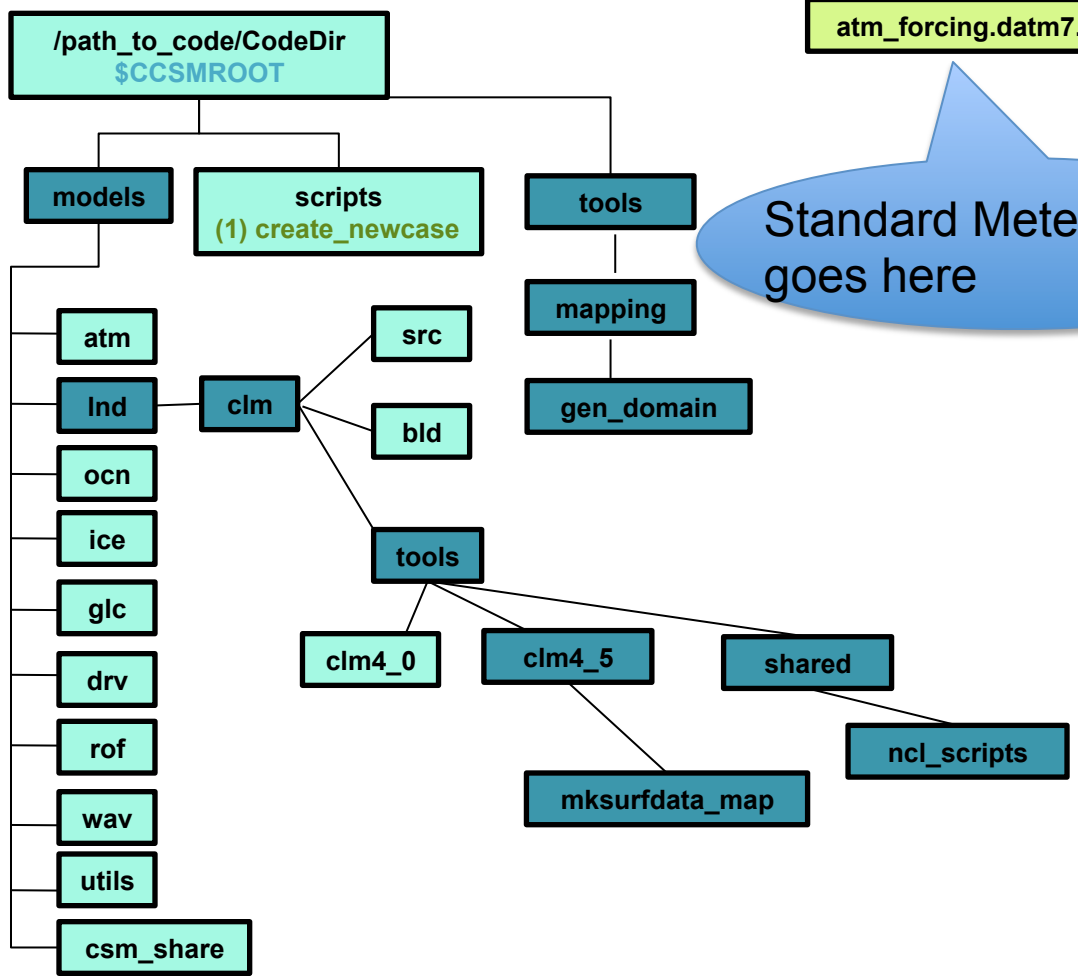 /path_to_code/CodeDir
$CCSMROOT
atm_forcing.datm7.
models
scripts
(1) create_newcase
tools
Standard Mete
goes here
mapping
gen_domain
atm
lnd
clm
src
bld
ocn
ice
glc
drv
rof
wav
utils
csm_share
tools
clm4_0
clm4_5
shared
mksurfdata_map
ncl_scripts